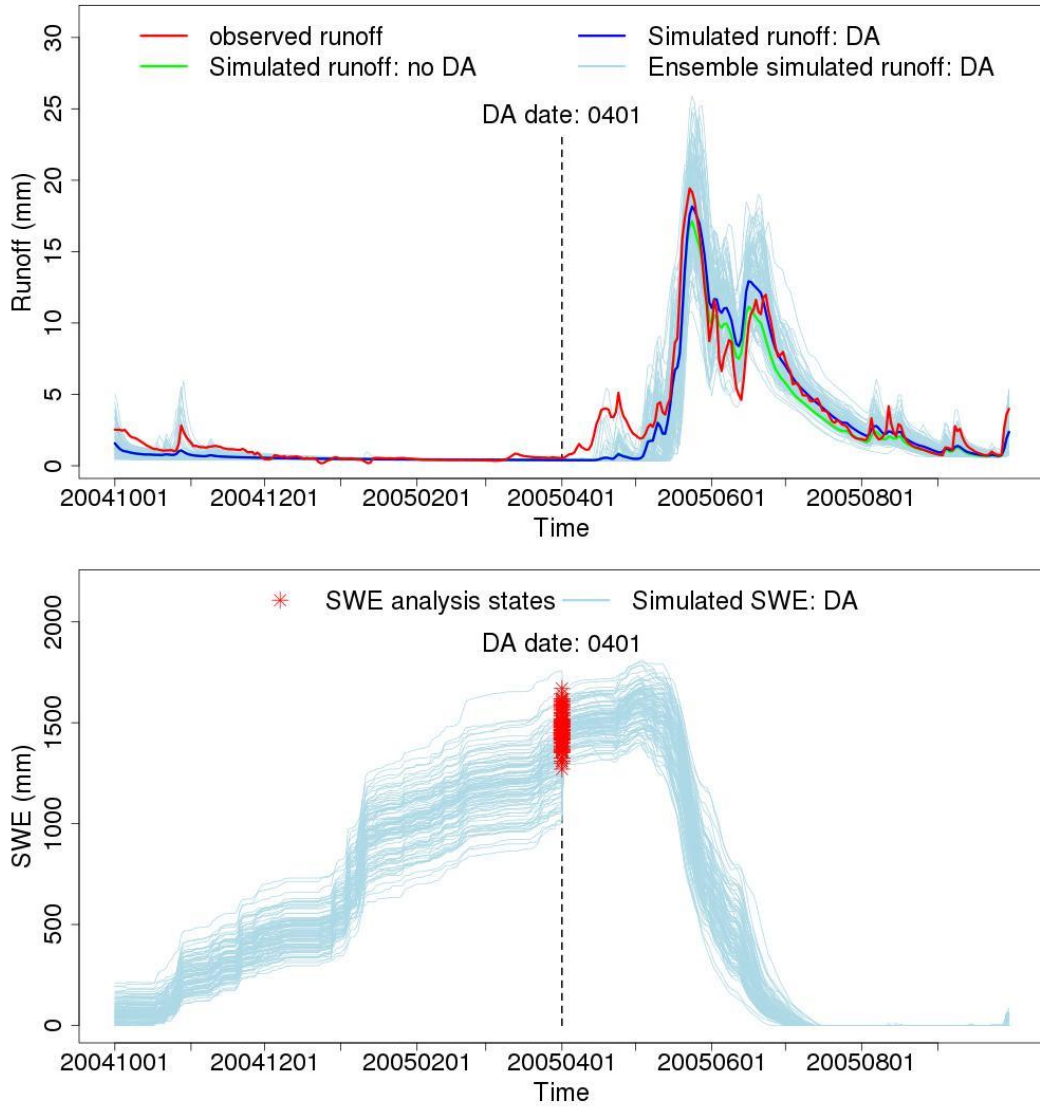 observed runoff
Simulated runoff: no DA
Simulated runoff: DA
Ensemble simulated runoff: DA
DA date: 0401
Runoff (mm)
30
25
20
15
10
5
0
20041001 20041201 20050201 20050401 20050601 20050801
Time
SWE analysis states
Simulated SWE: DA
DA date: 0401
SWE (mm)
2000
1500
1000
500
0
20041001 20041201 20050201 20050401 20050601 20050801
Time